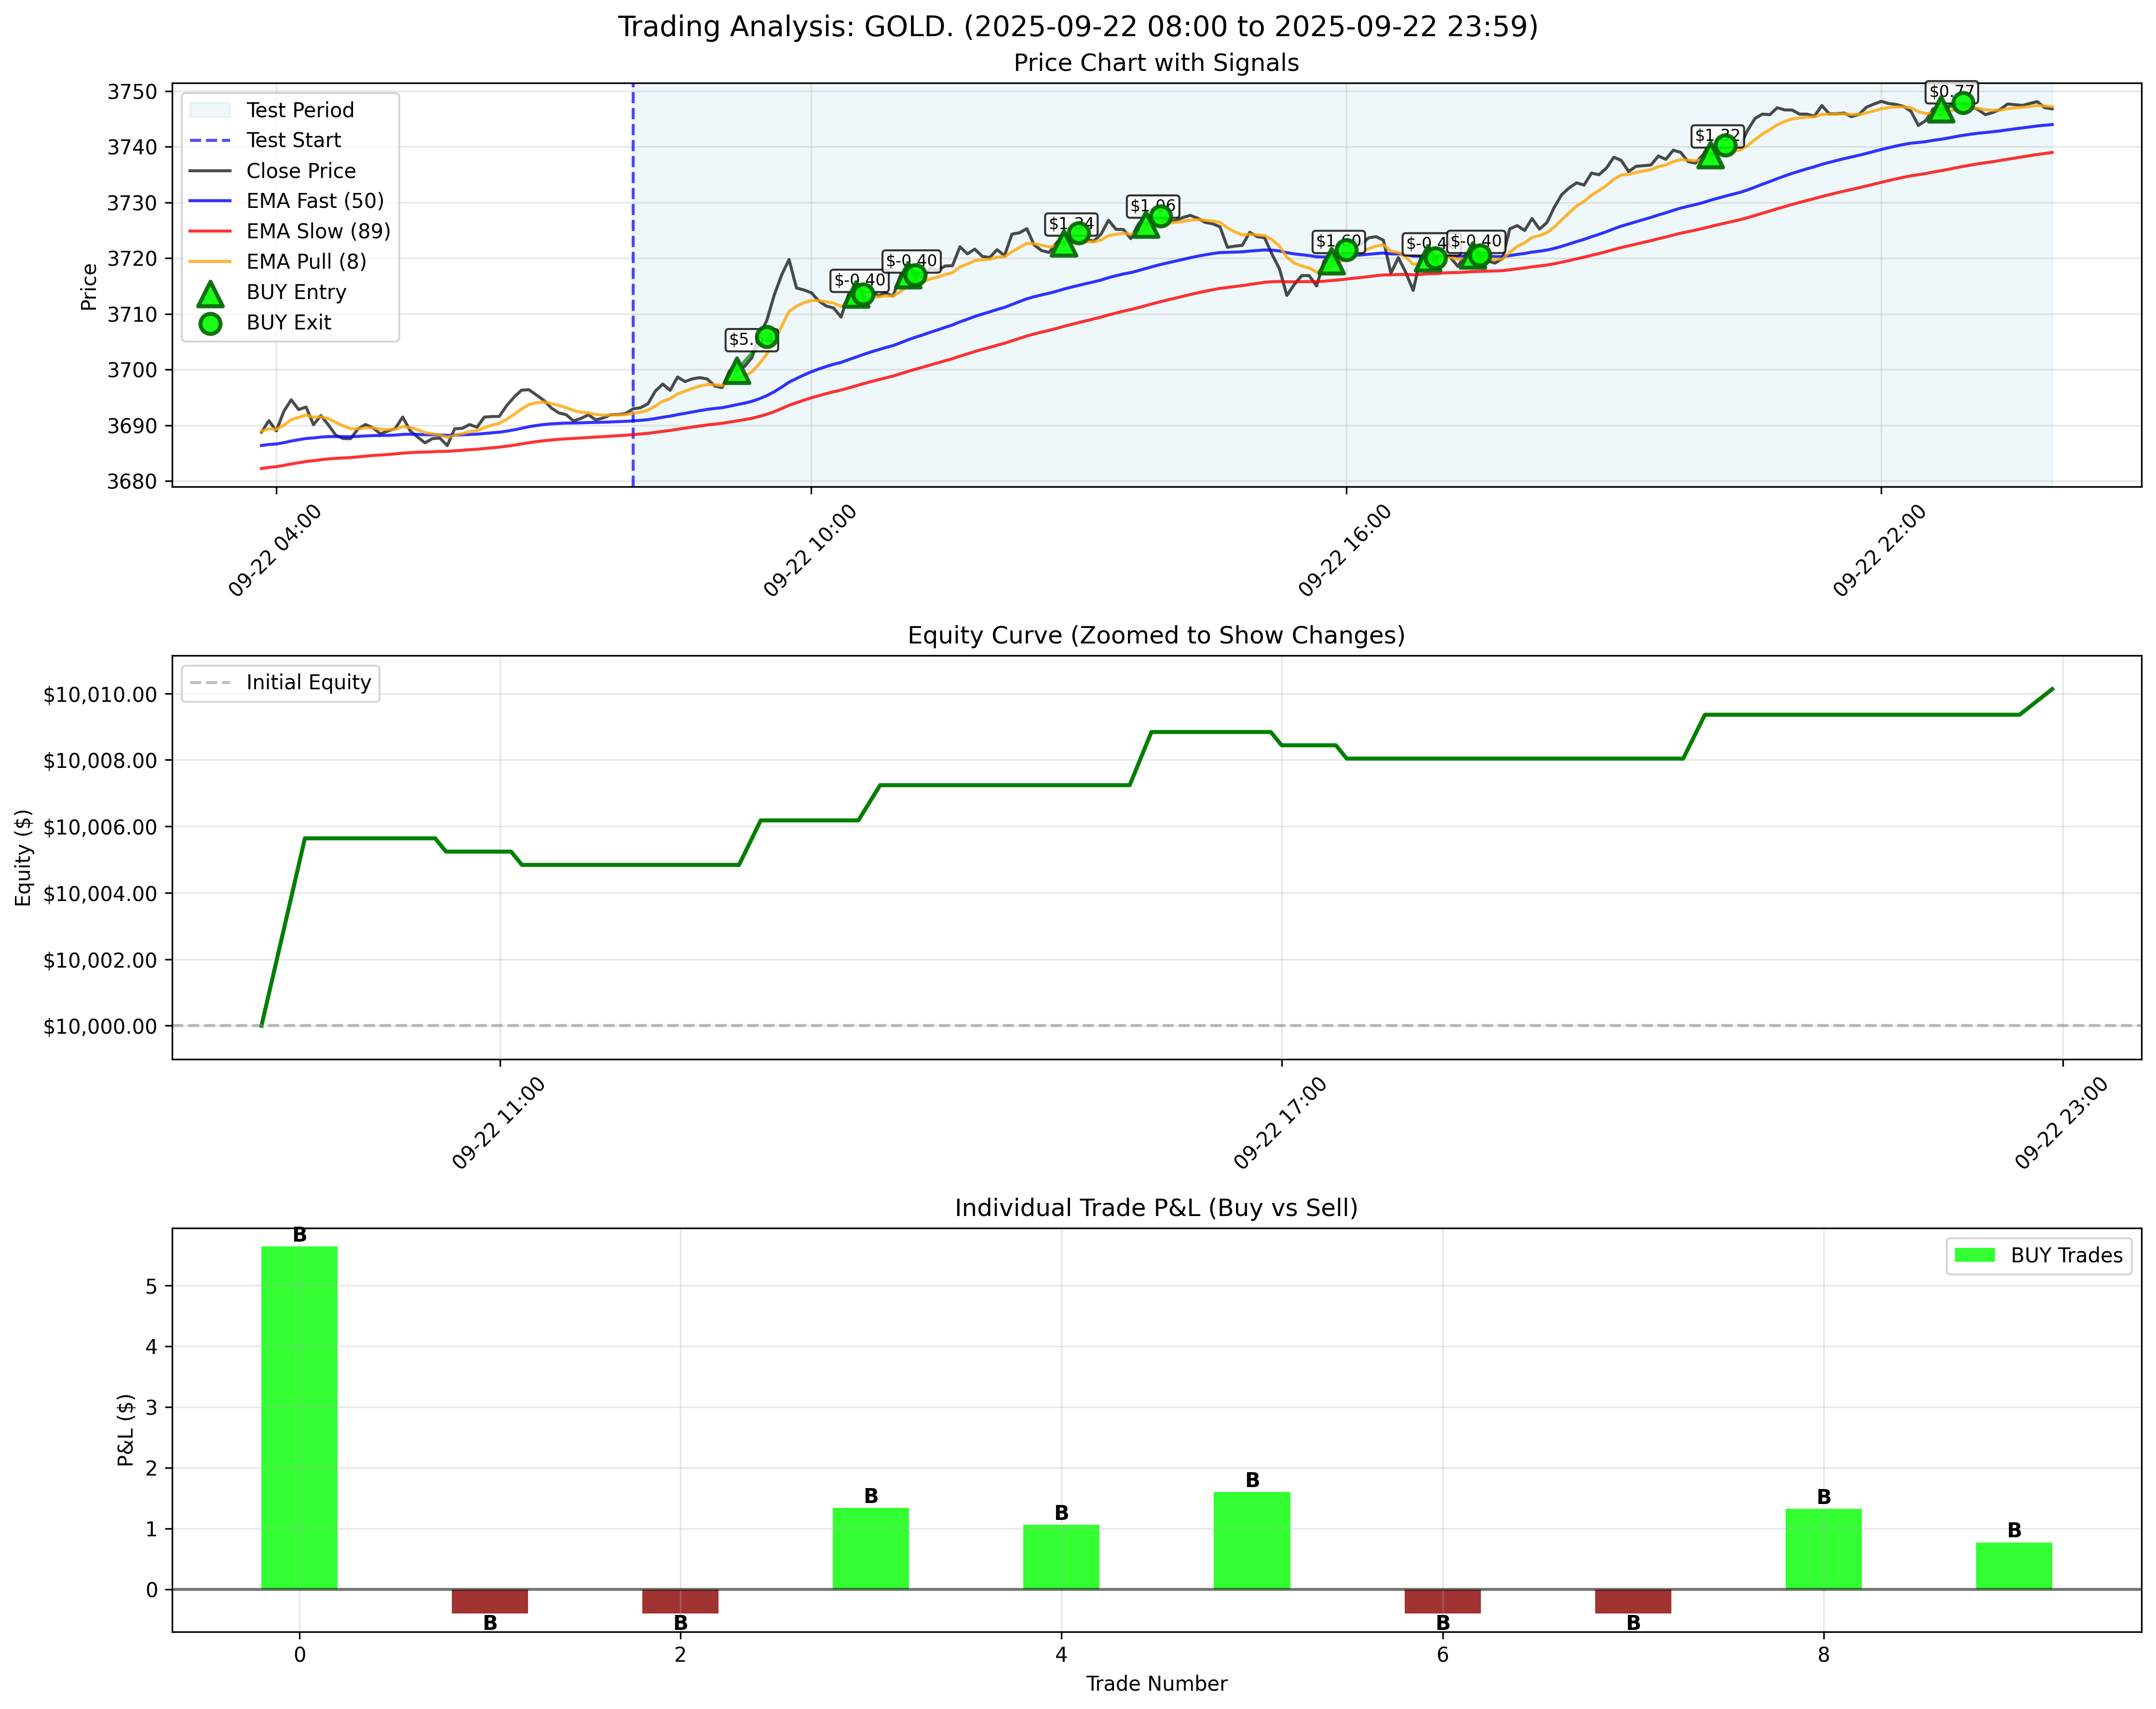 Trading Analysis: GOLD. (2025-09-22 08:00 to 2025-09-22 23:59)
Price Chart with Signals
Price
3750
3740
3730
3720
3710
3700
3690
3680
Test Period
Test Start
Close Price
EMA Fast (50)
EMA Slow (89)
EMA Pull (8)
BUY Entry
BUY Exit
$-0.40
$-0.40
$1.34
$1.06
$1.60
$-0.40
$1.32
$0.77
09-22 04:00
09-22 10:00
09-22 16:00
09-22 22:00
Equity Curve (Zoomed to Show Changes)
Equity ($)
Initial Equity
$10,010.00
$10,008.00
$10,006.00
$10,004.00
$10,002.00
$10,000.00
09-22 11:00
09-22 17:00
09-22 23:00
Individual Trade P&L (Buy vs Sell)
P&L ($)
BUY Trades
5
4
3
2
1
0
B
B
B
B
B
B
B
B
B
B
0
2
4
6
8
Trade Number